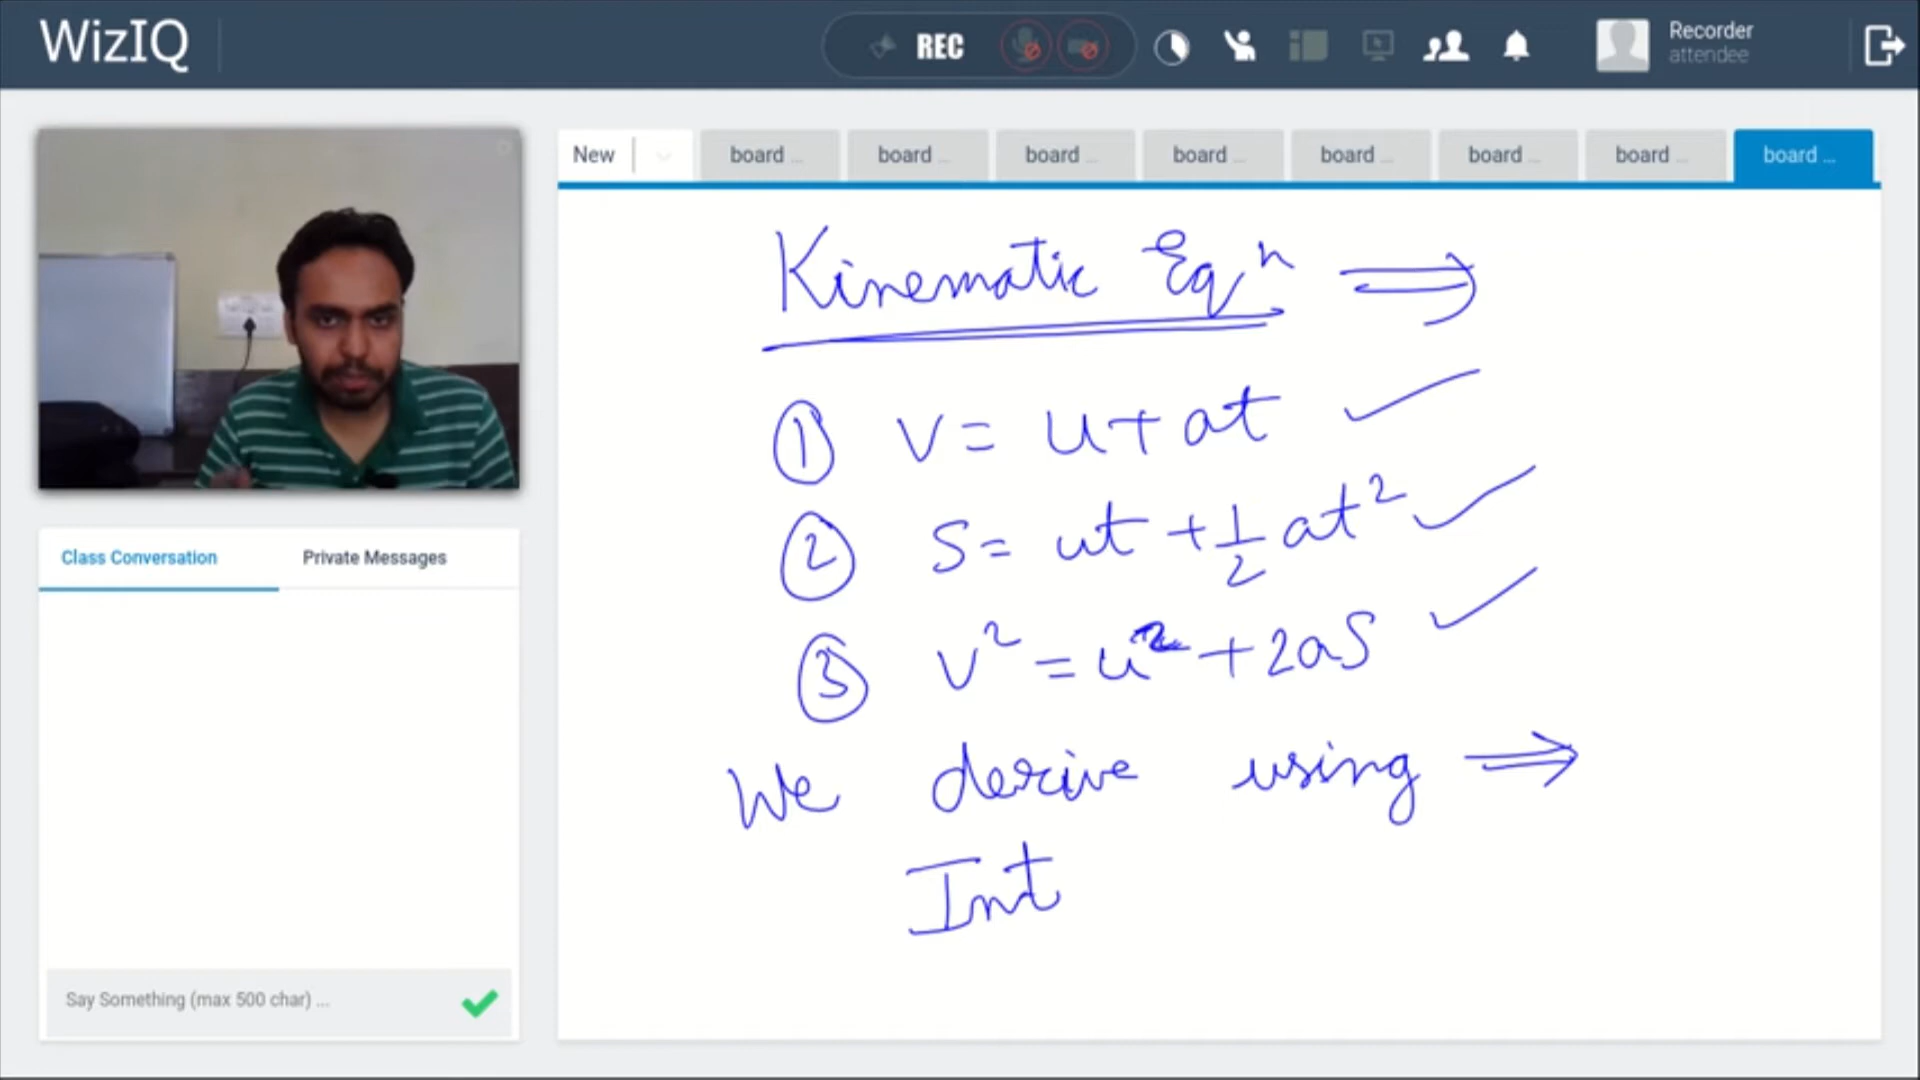 WizIQ
REC
Recorder
attendee
New
board ...
board ...
board ...
board ...
board ...
board ...
board ...
board ...
Kinematic Eqⁿ ⇒
① v = u + at ✓
② S = ut + 1/2 at² ✓
③ v² = u² + 2aS ✓
We derive using ⇒
Int
Class Conversation
Private Messages
Say Something (max 500 char) ...